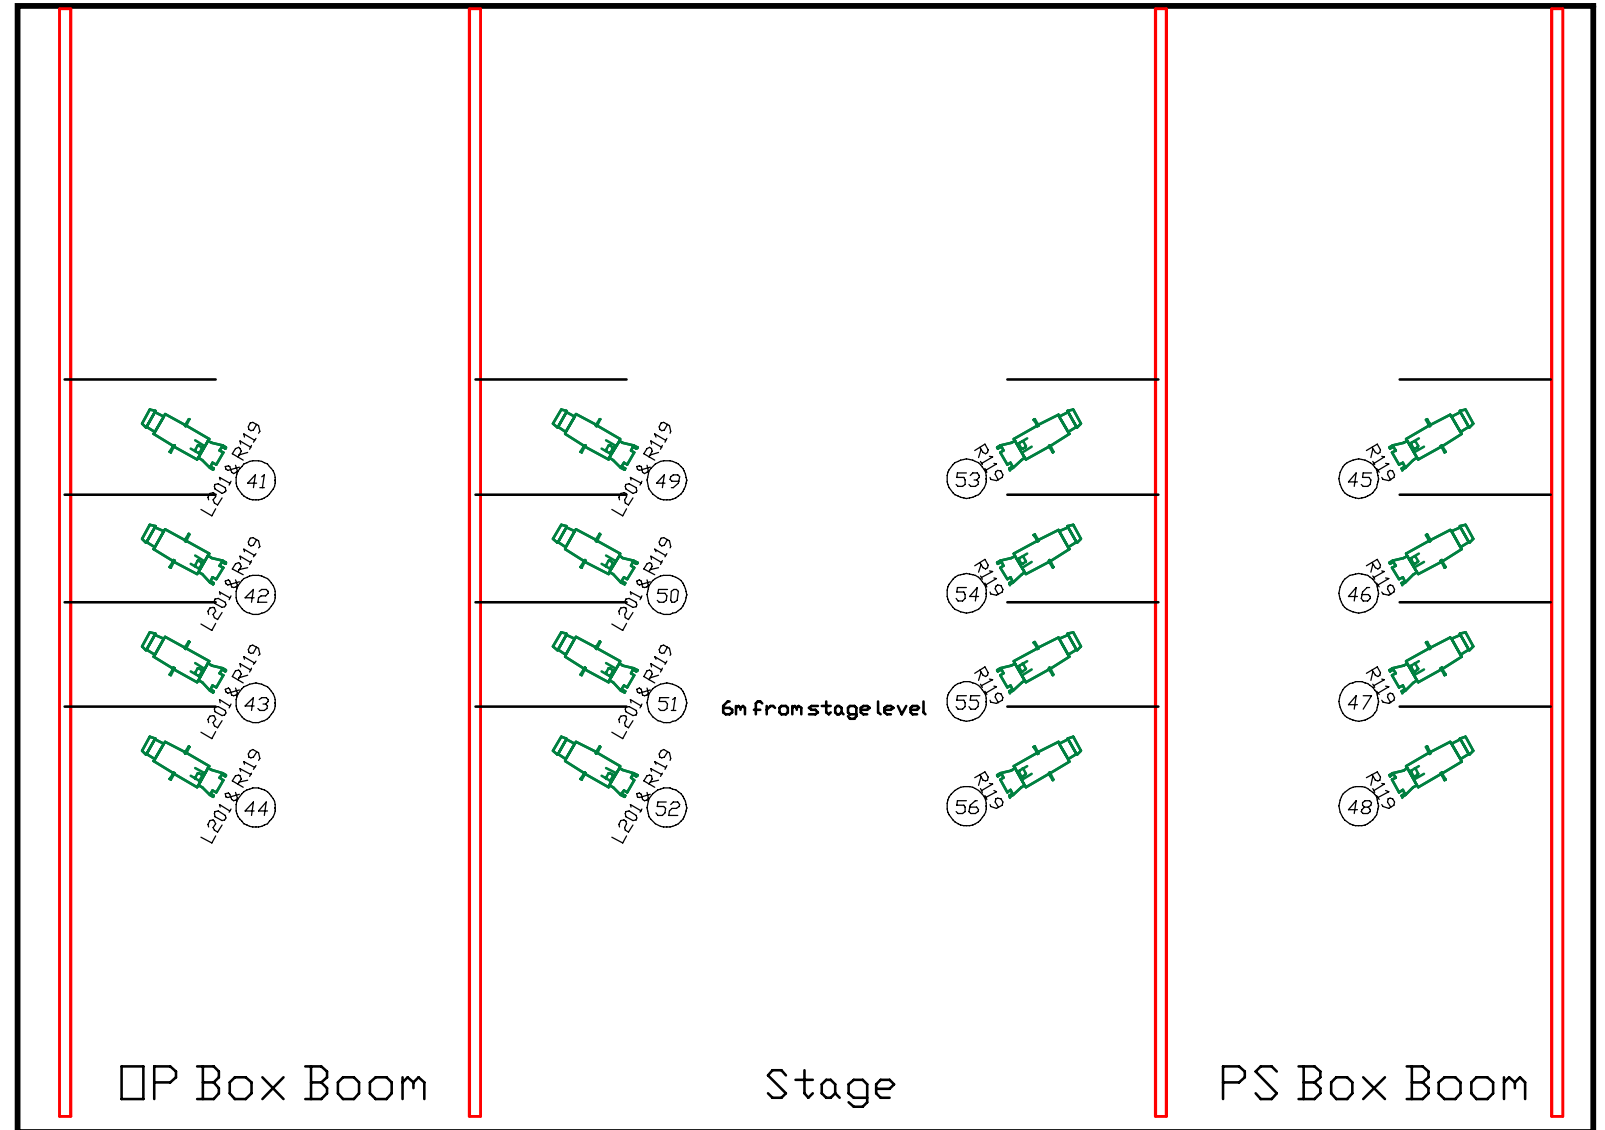 L201 & R119
41
L201 & R119
49
R119
53
R119
45
L201 & R119
42
L201 & R119
50
R119
54
R119
46
L201 & R119
43
L201 & R119
51
6m from stage level
R119
55
R119
47
L201 & R119
44
L201 & R119
52
R119
56
R119
48
OP Box Boom
Stage
PS Box Boom